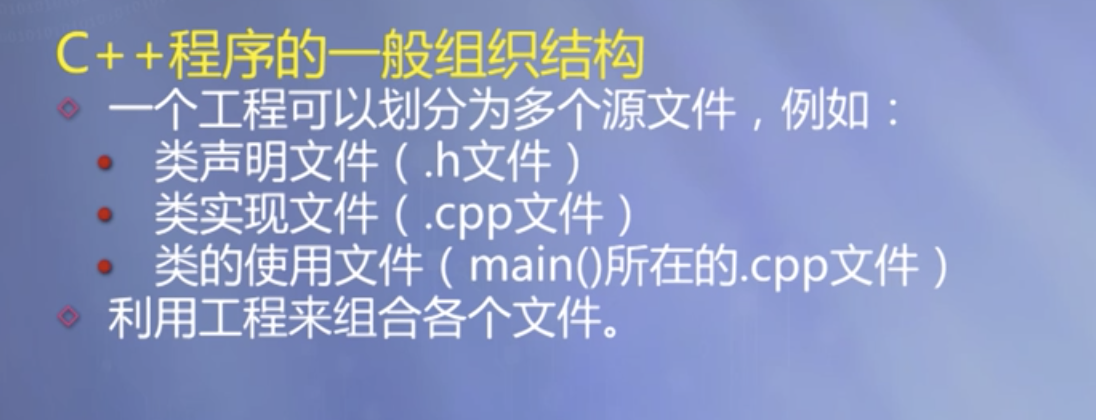 C++程序的一般组织结构
一个工程可以划分为多个源文件，例如：
类声明文件（.h文件）
类实现文件（.cpp文件）
类的使用文件（main()所在的.cpp文件）
利用工程来组合各个文件。